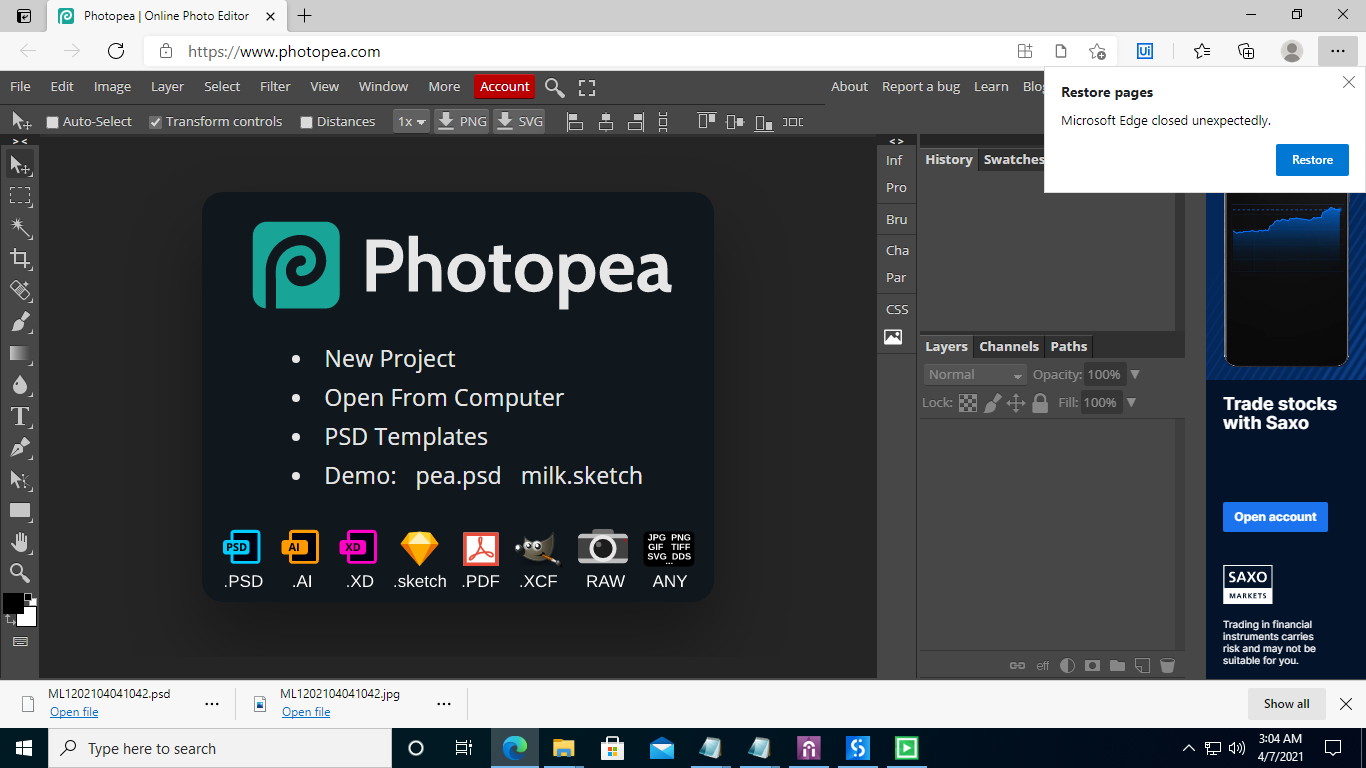 Photopea | Online Photo Editor
https://www.photopea.com
File Edit Image Layer Select Filter View Window More Account
About Report a bug Learn
Restore pages
Microsoft Edge closed unexpectedly.
Restore
Auto-Select Transform controls Distances 1x PNG SVG
> <
< >
Inf
Pro
Bru
Cha
Par
CSS
History Swatches
Photopea
• New Project
• Open From Computer
• PSD Templates
• Demo: pea.psd milk.sketch
PSD AI XD
JPG PNG
GIF TIFF
SVG DDS
...
.PSD .AI .XD .sketch .PDF .XCF RAW ANY
Layers Channels Paths
Normal Opacity: 100%
Lock: Fill: 100%
eff
Trade stocks
with Saxo
Open account
SAXO
MARKETS
Trading in financial
instruments carries
risk and may not be
suitable for you.
ML1202104041042.psd
Open file
ML1202104041042.jpg
Open file
Show all
Type here to search
3:04 AM
4/7/2021